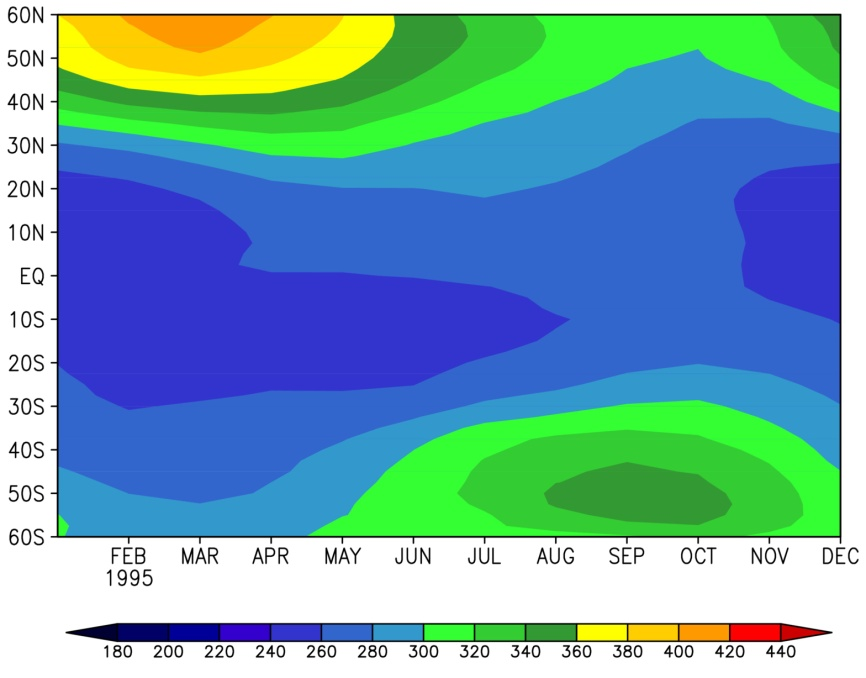 60N
50N
40N
30N
20N
10N
EQ
10S
20S
30S
40S
50S
60S
FEB MAR APR MAY JUN JUL AUG SEP OCT NOV DEC
1995
180 200 220 240 260 280 300 320 340 360 380 400 420 440